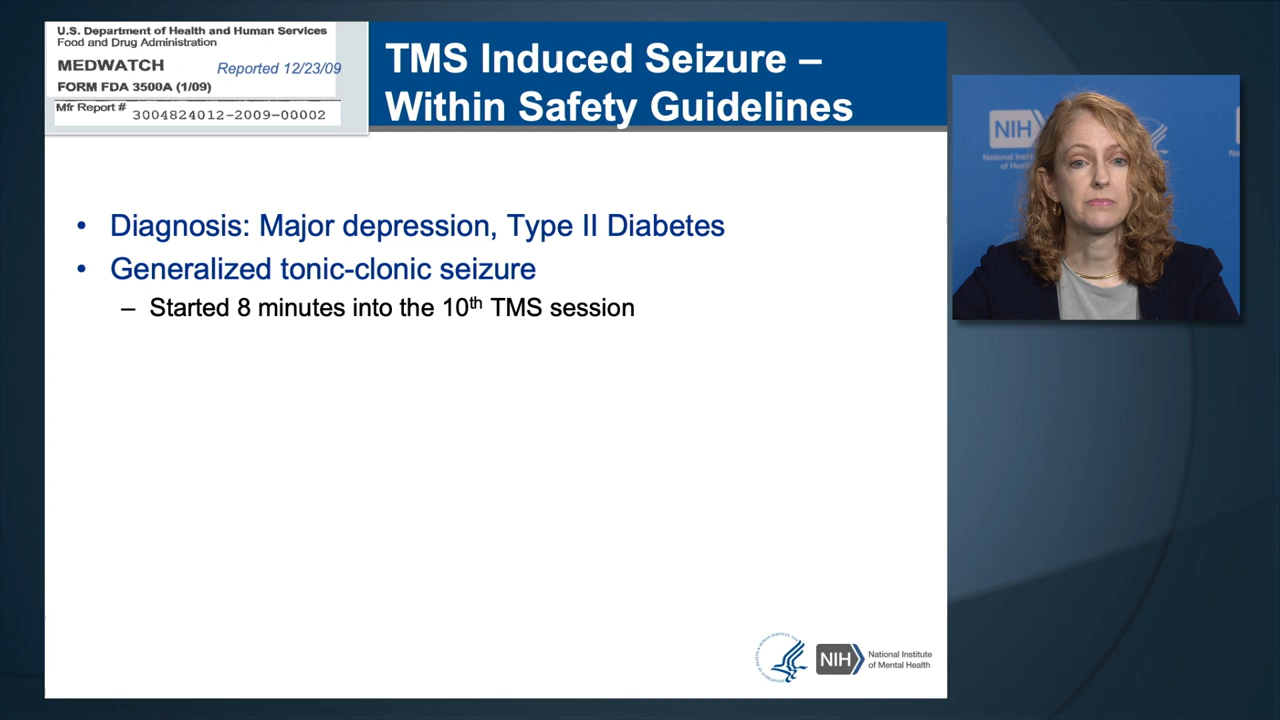 U.S. Department of Health and Human Services
Food and Drug Administration
MEDWATCH
Reported 12/23/09
FORM FDA 3500A (1/09)
Mfr Report #
3004824012-2009-00002
TMS Induced Seizure –
Within Safety Guidelines
• Diagnosis: Major depression, Type II Diabetes
• Generalized tonic-clonic seizure
– Started 8 minutes into the 10th TMS session
NIH
National Institute
of Mental Health
NIH